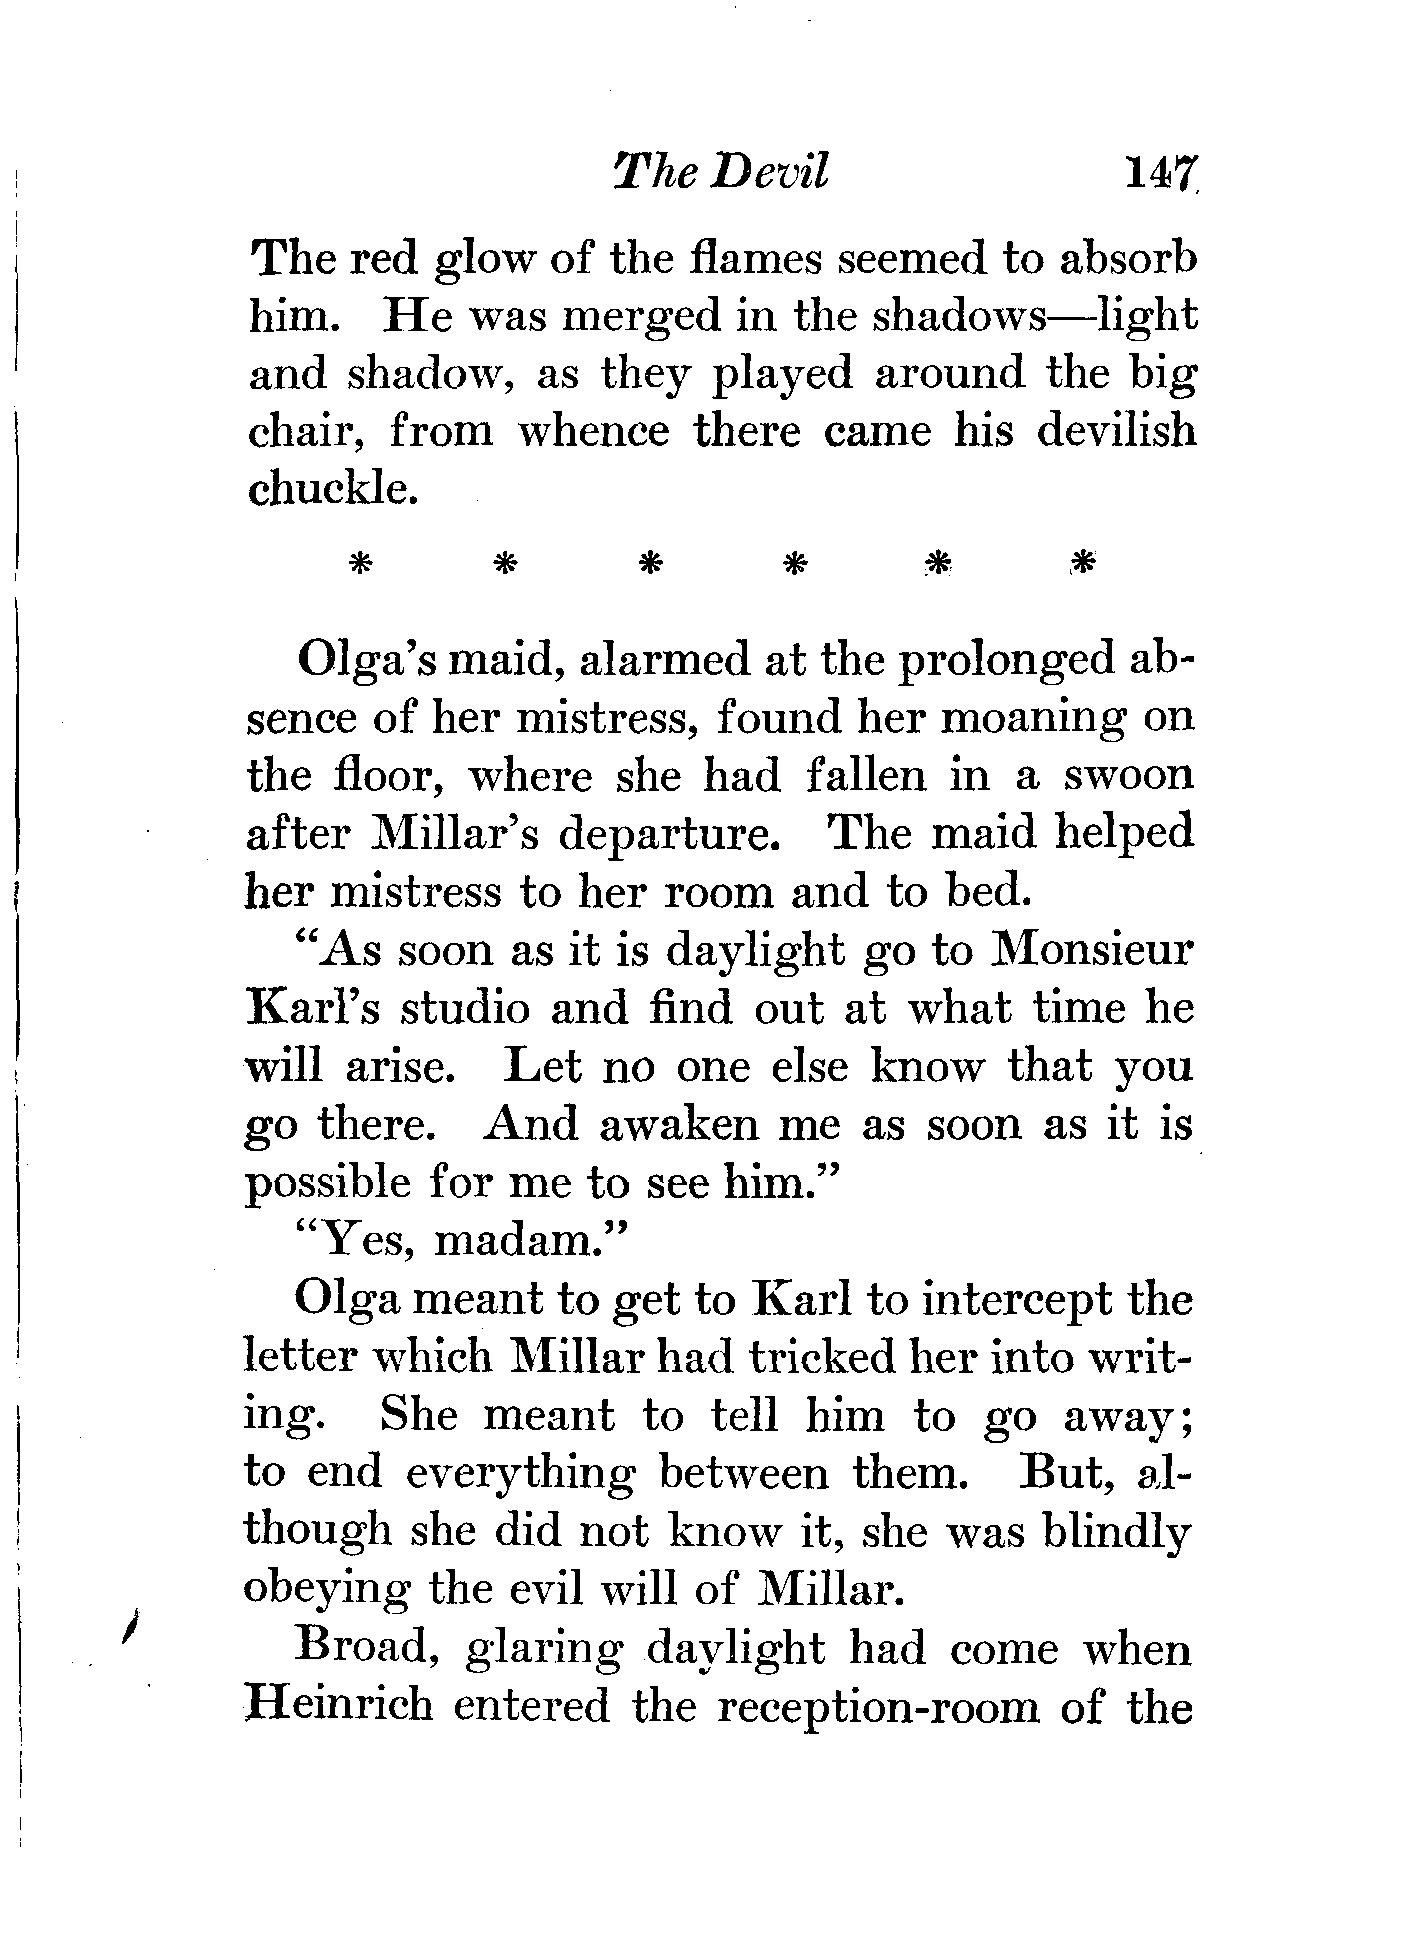 The Devil 147
The red glow of the flames seemed to absorb
him. He was merged in the shadows—light
and shadow, as they played around the big
chair, from whence there came his devilish
chuckle.
* * * * * *
Olga's maid, alarmed at the prolonged ab-
sence of her mistress, found her moaning on
the floor, where she had fallen in a swoon
after Millar's departure. The maid helped
her mistress to her room and to bed.
"As soon as it is daylight go to Monsieur
Karl's studio and find out at what time he
will arise. Let no one else know that you
go there. And awaken me as soon as it is
possible for me to see him."
"Yes, madam."
Olga meant to get to Karl to intercept the
letter which Millar had tricked her into writ-
ing. She meant to tell him to go away;
to end everything between them. But, al-
though she did not know it, she was blindly
obeying the evil will of Millar.
Broad, glaring daylight had come when
Heinrich entered the reception-room of the